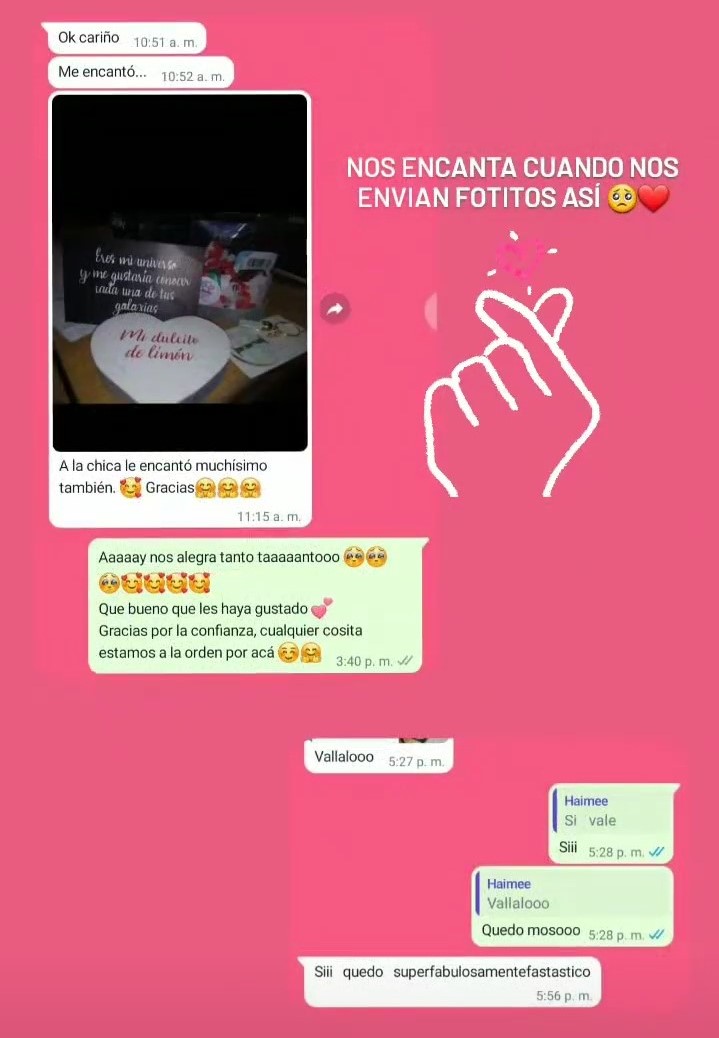 Ok cariño 10:51 a. m.
Me encantó... 10:52 a. m.
NOS ENCANTA CUANDO NOS
ENVIAN FOTITOS ASÍ 🥺❤️
Eres mi universo
y me gustaría conocer
cada una de tus
galaxias
Mi dulcito
de limón
A la chica le encantó muchísimo
también. 🥰 Gracias🤗🤗🤗
11:15 a. m.
Aaaaay nos alegra tanto taaaaantooo 🥹🥹
🥹🥰🥰🥰🥰
Que bueno que les haya gustado 💕
Gracias por la confianza, cualquier cosita
estamos a la orden por acá ☺️🤗 3:40 p. m.
Vallalooo 5:27 p. m.
Haimee
Si vale
Siii 5:28 p. m.
Haimee
Vallalooo
Quedo mosooo 5:28 p. m.
Siii quedo superfabulosamentefastastico
5:56 p. m.